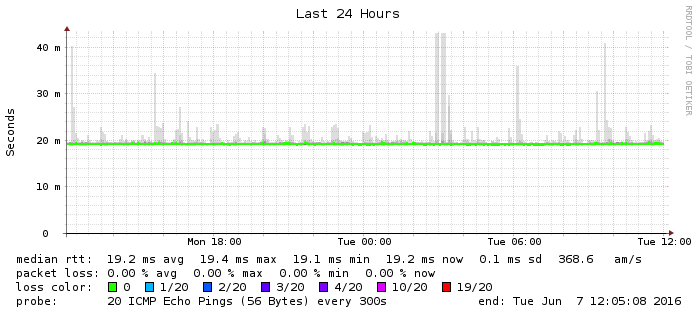 Last 24 Hours
RRDTOOL / TOBI OETIKER
Seconds
40 m
30 m
20 m
10 m
0
Mon 18:00 Tue 00:00 Tue 06:00 Tue 12:00
median rtt: 19.2 ms avg 19.4 ms max 19.1 ms min 19.2 ms now 0.1 ms sd 368.6 am/s
packet loss: 0.00 % avg 0.00 % max 0.00 % min 0.00 % now
loss color: 0 1/20 2/20 3/20 4/20 10/20 19/20
probe: 20 ICMP Echo Pings (56 Bytes) every 300s end: Tue Jun 7 12:05:08 2016